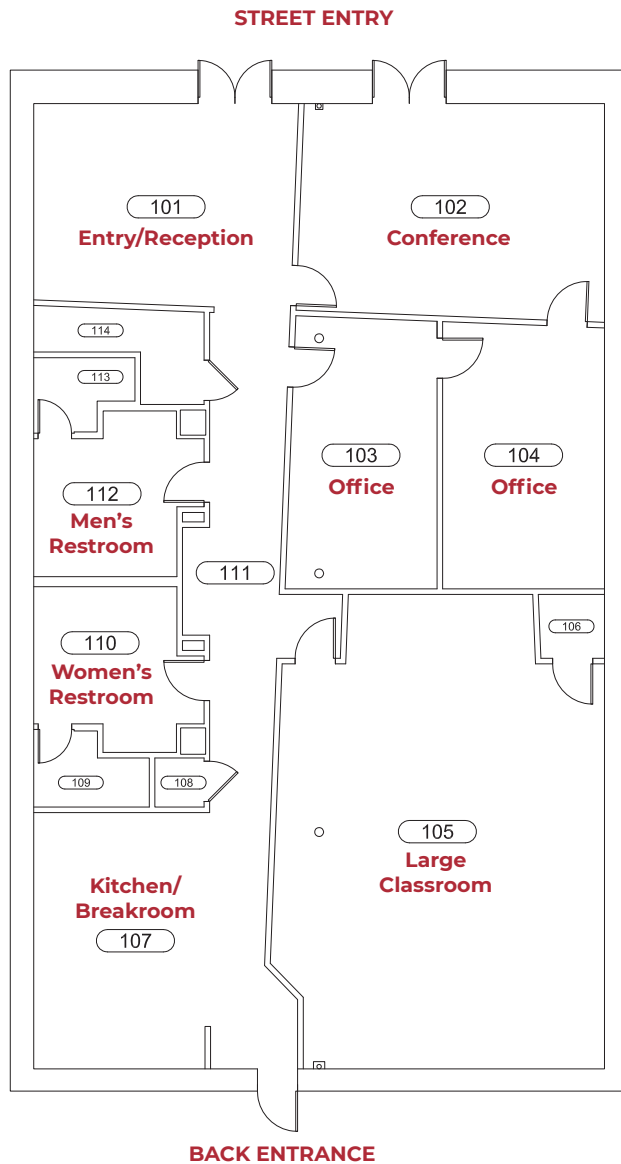 STREET ENTRY
101
Entry/Reception
102
Conference
114
113
103
Office
104
Office
112
Men’s
Restroom
111
110
Women’s
Restroom
106
109
108
105
Large
Classroom
Kitchen/
Breakroom
107
BACK ENTRANCE